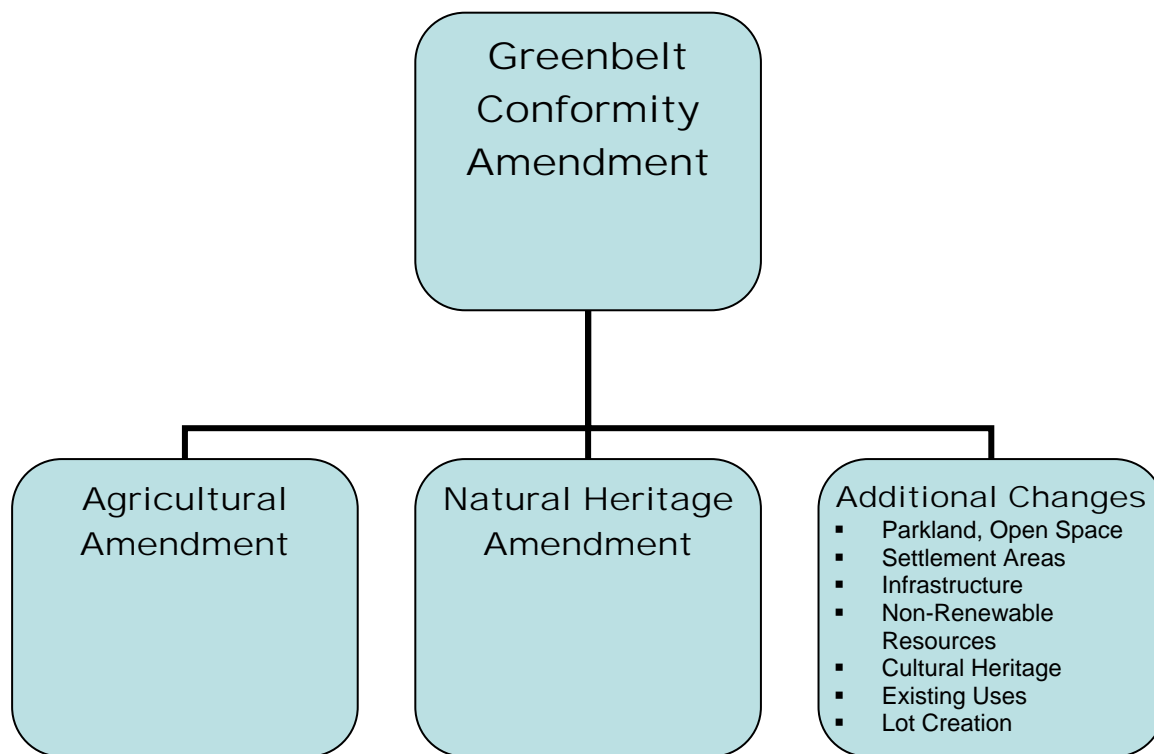 Greenbelt
Conformity
Amendment
Agricultural
Amendment
Natural Heritage
Amendment
Additional Changes
▪ Parkland, Open Space
▪ Settlement Areas
▪ Infrastructure
▪ Non-Renewable
Resources
▪ Cultural Heritage
▪ Existing Uses
▪ Lot Creation